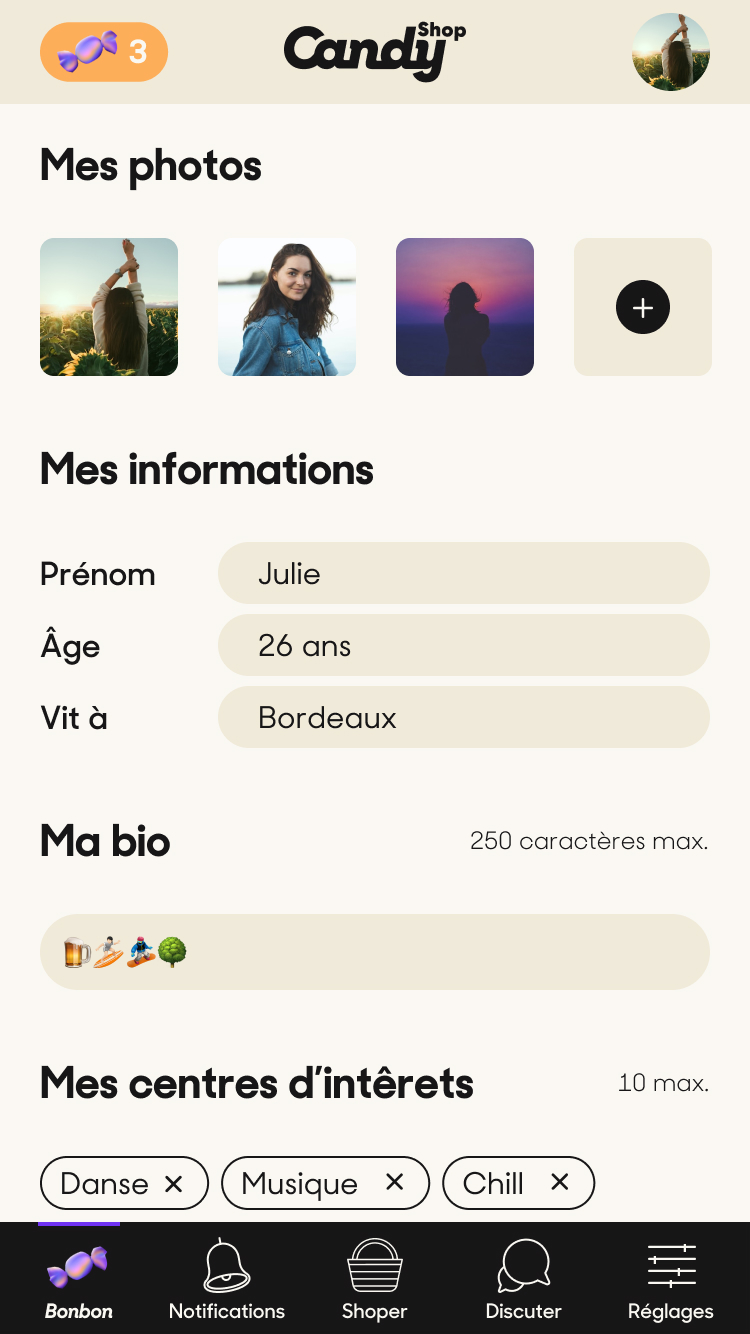 3
Candy Shop
Mes photos
Mes informations
Prénom
Julie
Âge
26 ans
Vit à
Bordeaux
Ma bio
250 caractères max.
🍺🏄🏻🏂🌳
Mes centres d’intêrets
10 max.
Danse ×
Musique ×
Chill ×
Bonbon
Notifications
Shoper
Discuter
Réglages